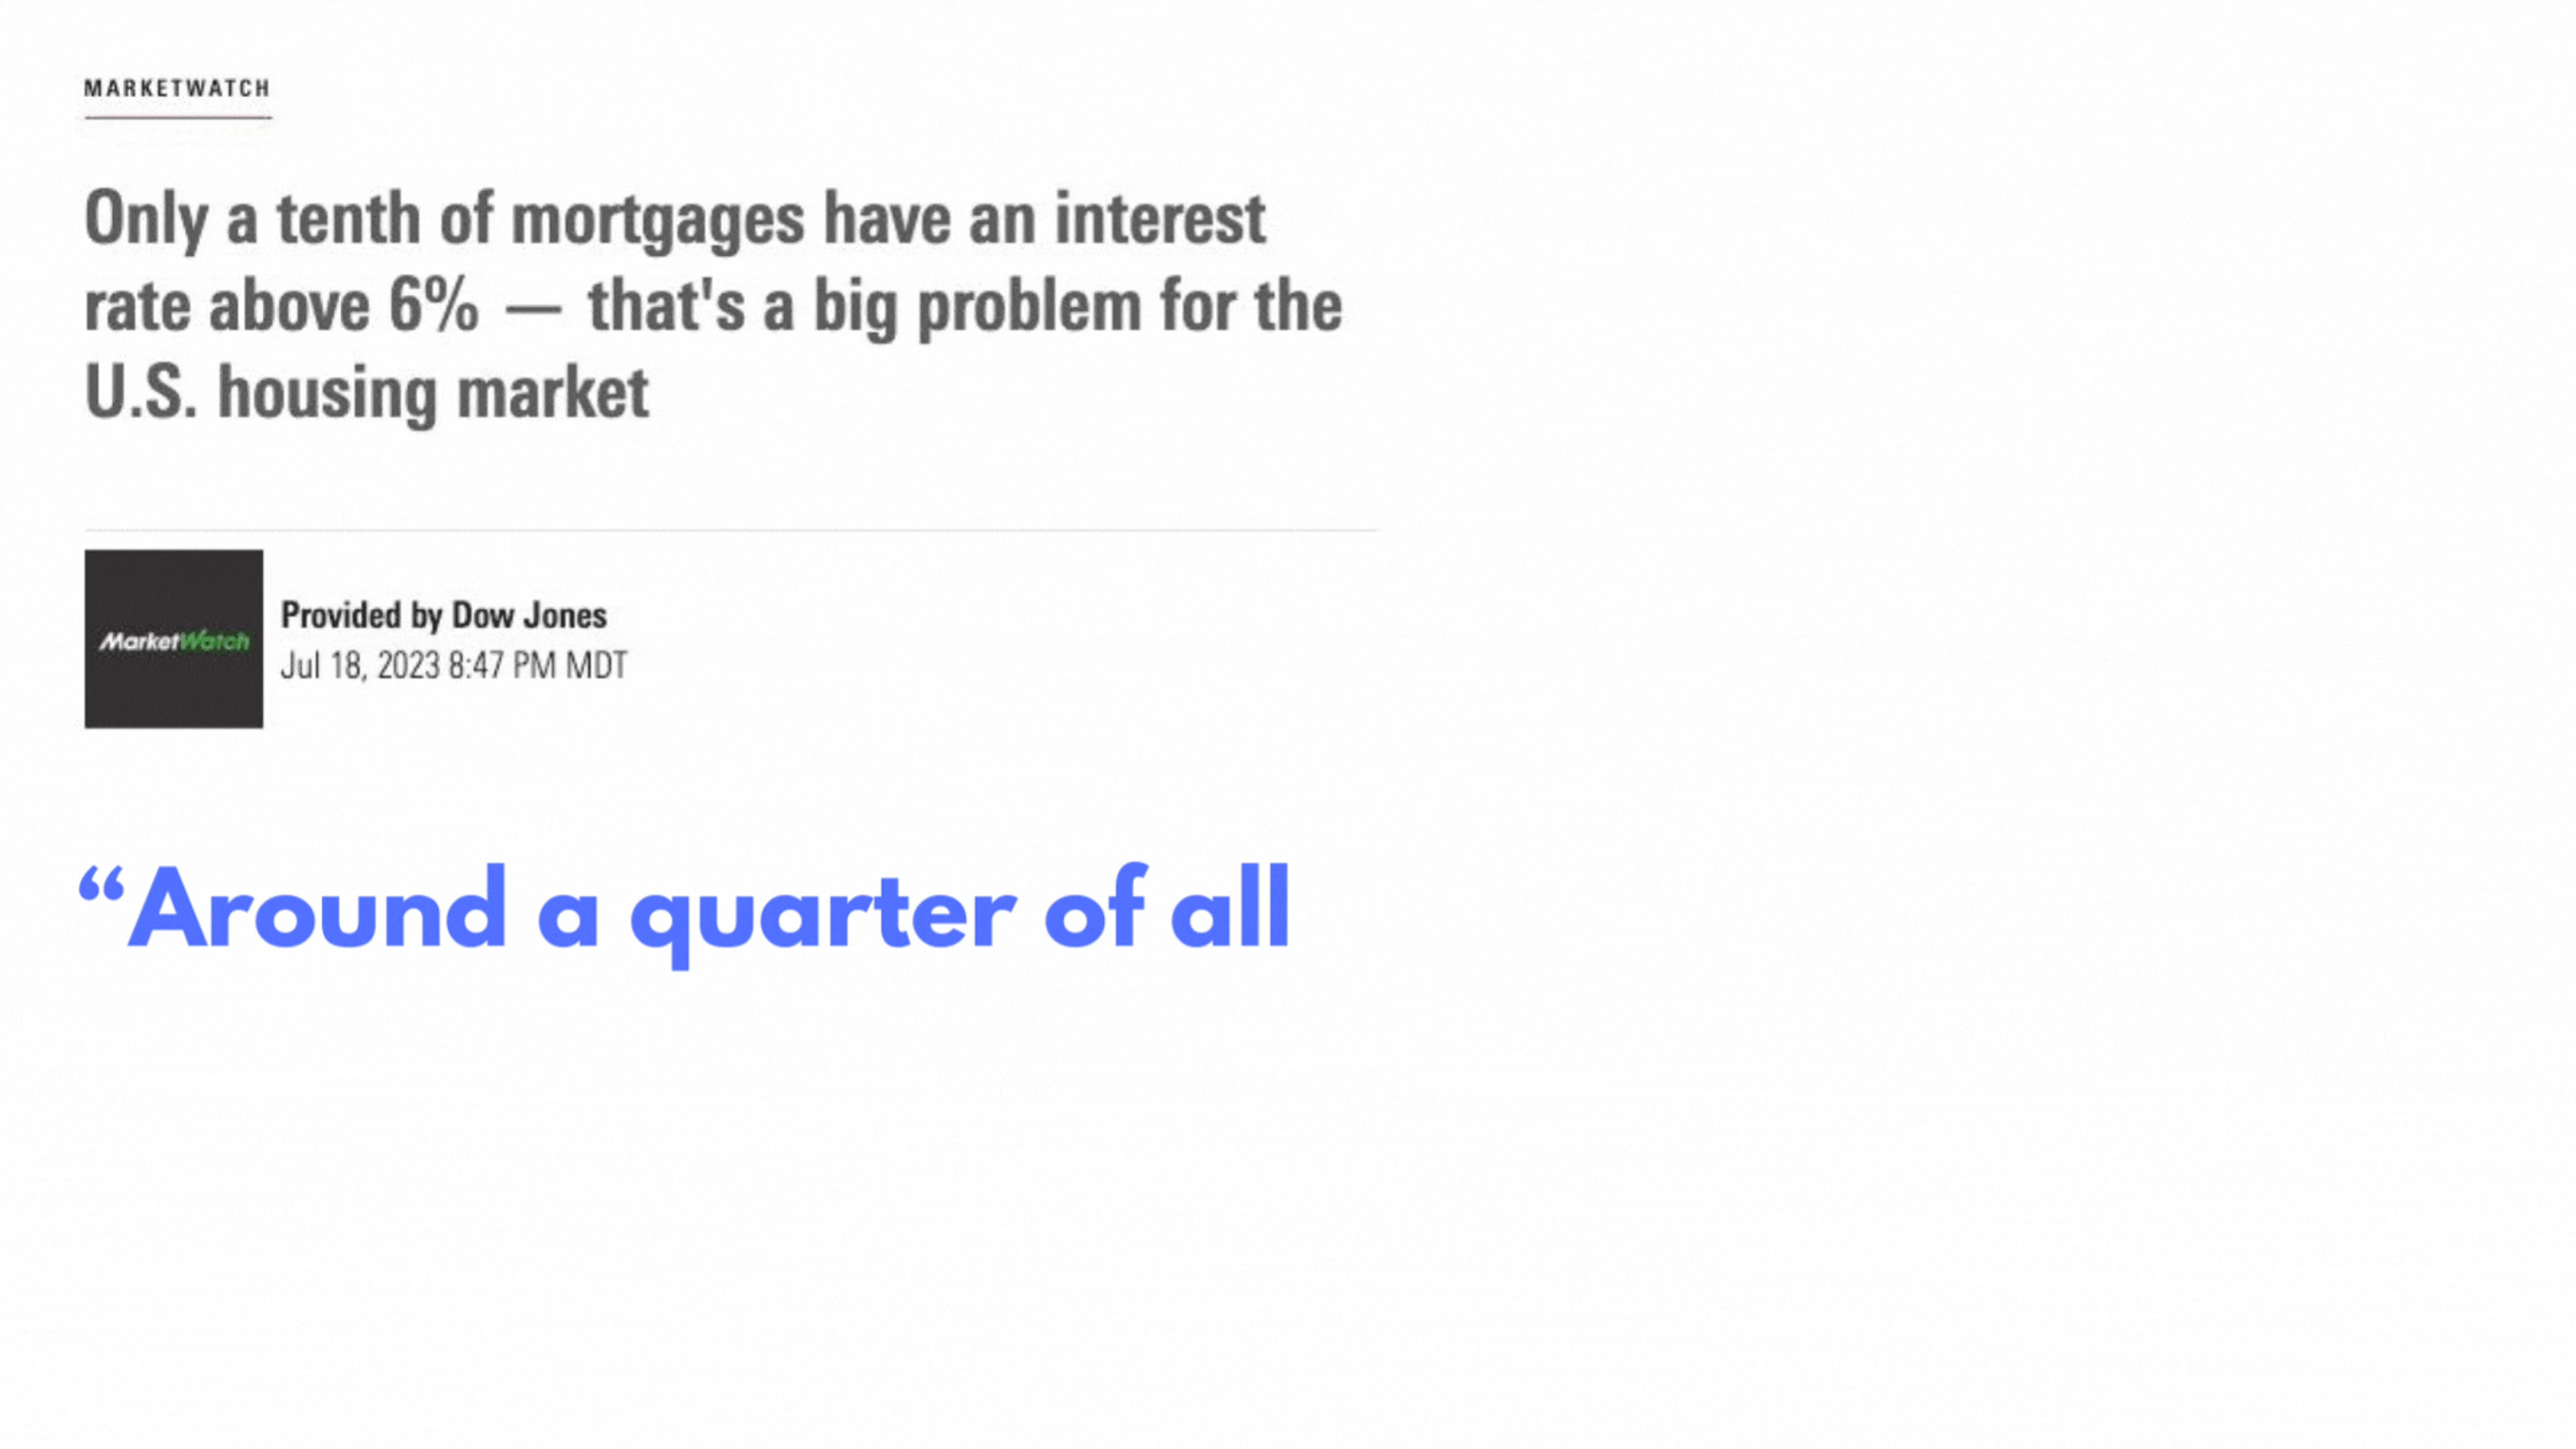 MARKETWATCH
Only a tenth of mortgages have an interest
rate above 6% — that's a big problem for the
U.S. housing market
MarketWatch
Provided by Dow Jones
Jul 18, 2023 8:47 PM MDT
“Around a quarter of all